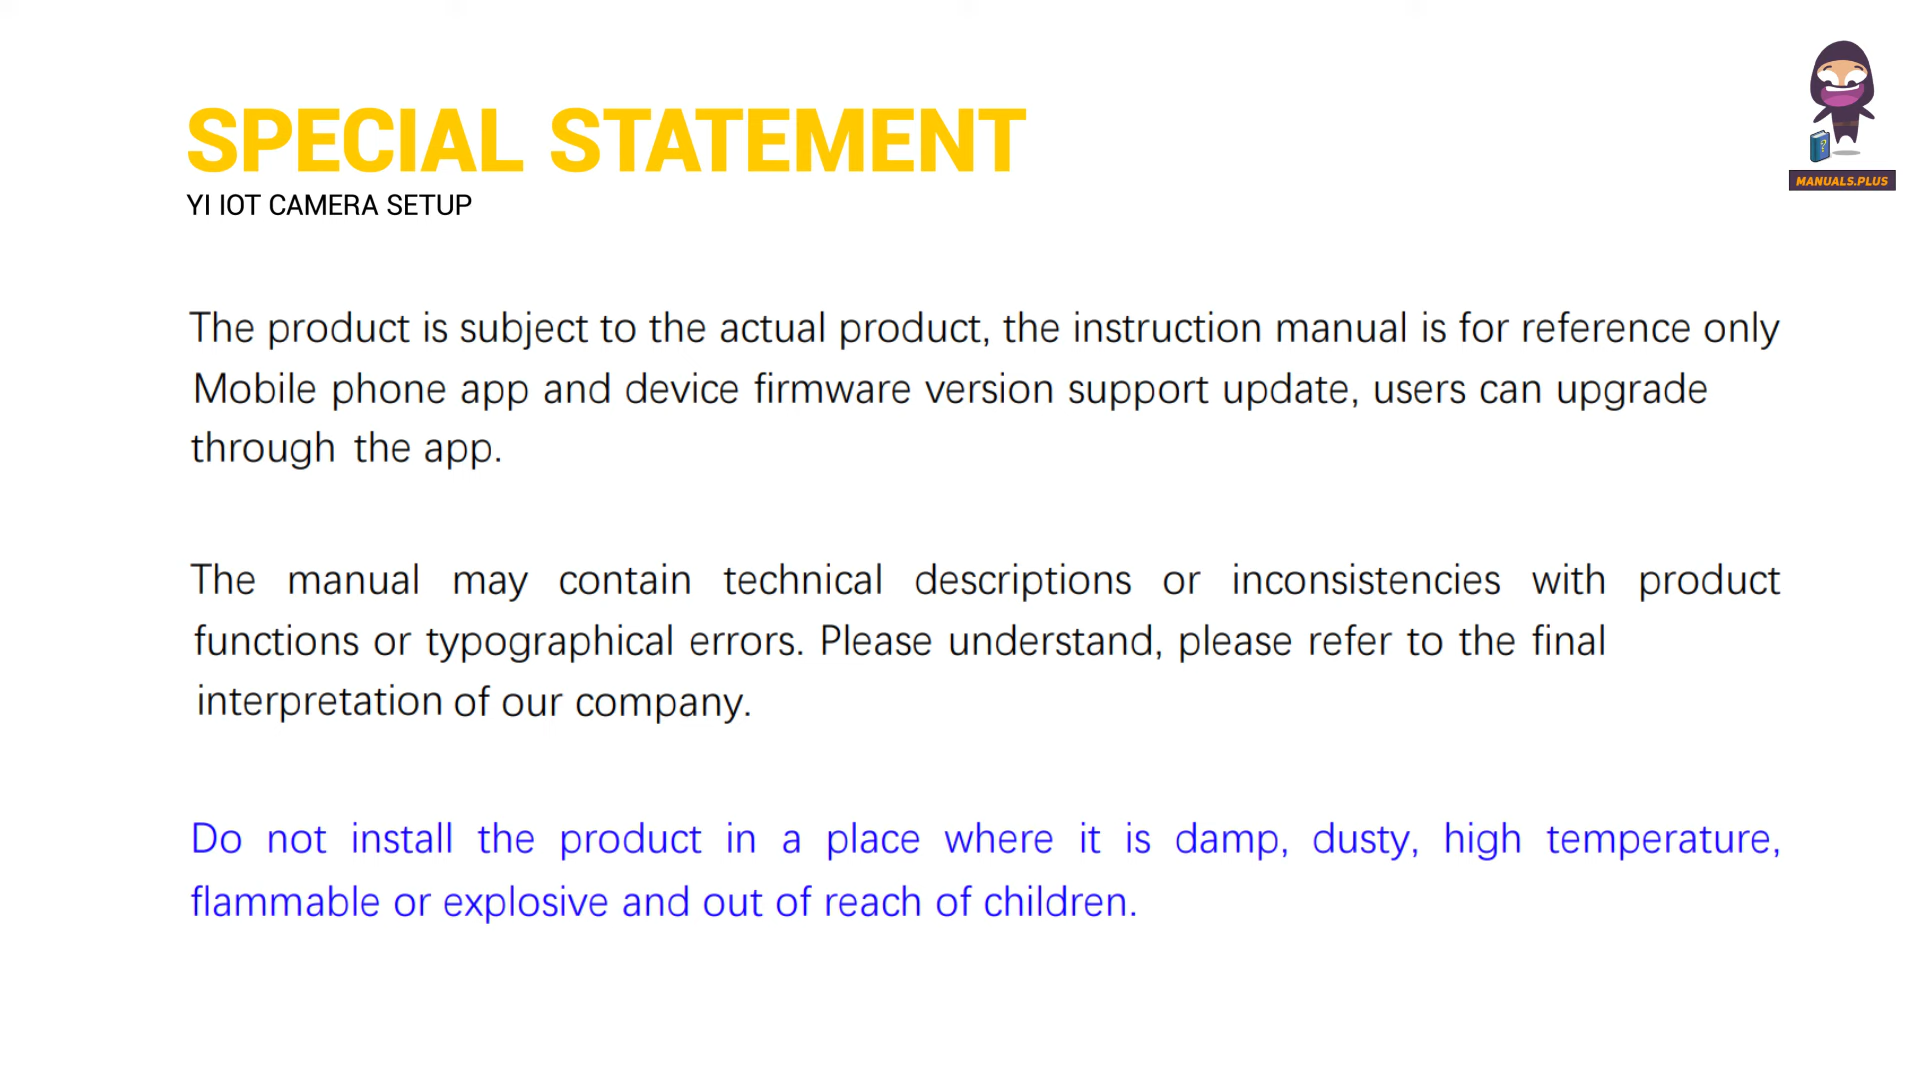 SPECIAL STATEMENT
YI IOT CAMERA SETUP
MANUALS.PLUS
The product is subject to the actual product, the instruction manual is for reference only
Mobile phone app and device firmware version support update, users can upgrade
through the app.
The manual may contain technical descriptions or inconsistencies with product
functions or typographical errors. Please understand, please refer to the final
interpretation of our company.
Do not install the product in a place where it is damp, dusty, high temperature,
flammable or explosive and out of reach of children.